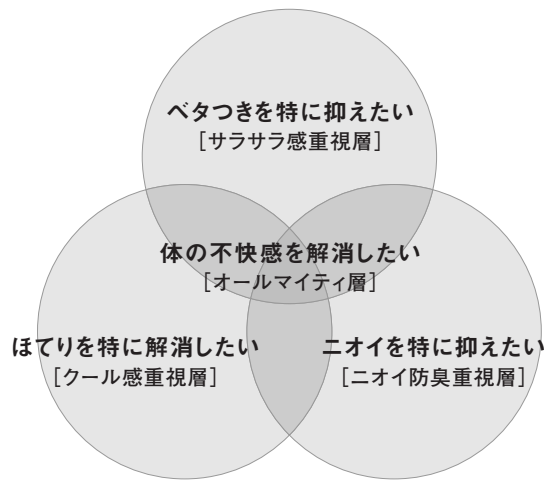 ベタつきを特に抑えたい
［サラサラ感重視層］
体の不快感を解消したい
［オールマイティ層］
ほてりを特に解消したい
［クール感重視層］
ニオイを特に抑えたい
［ニオイ防臭重視層］